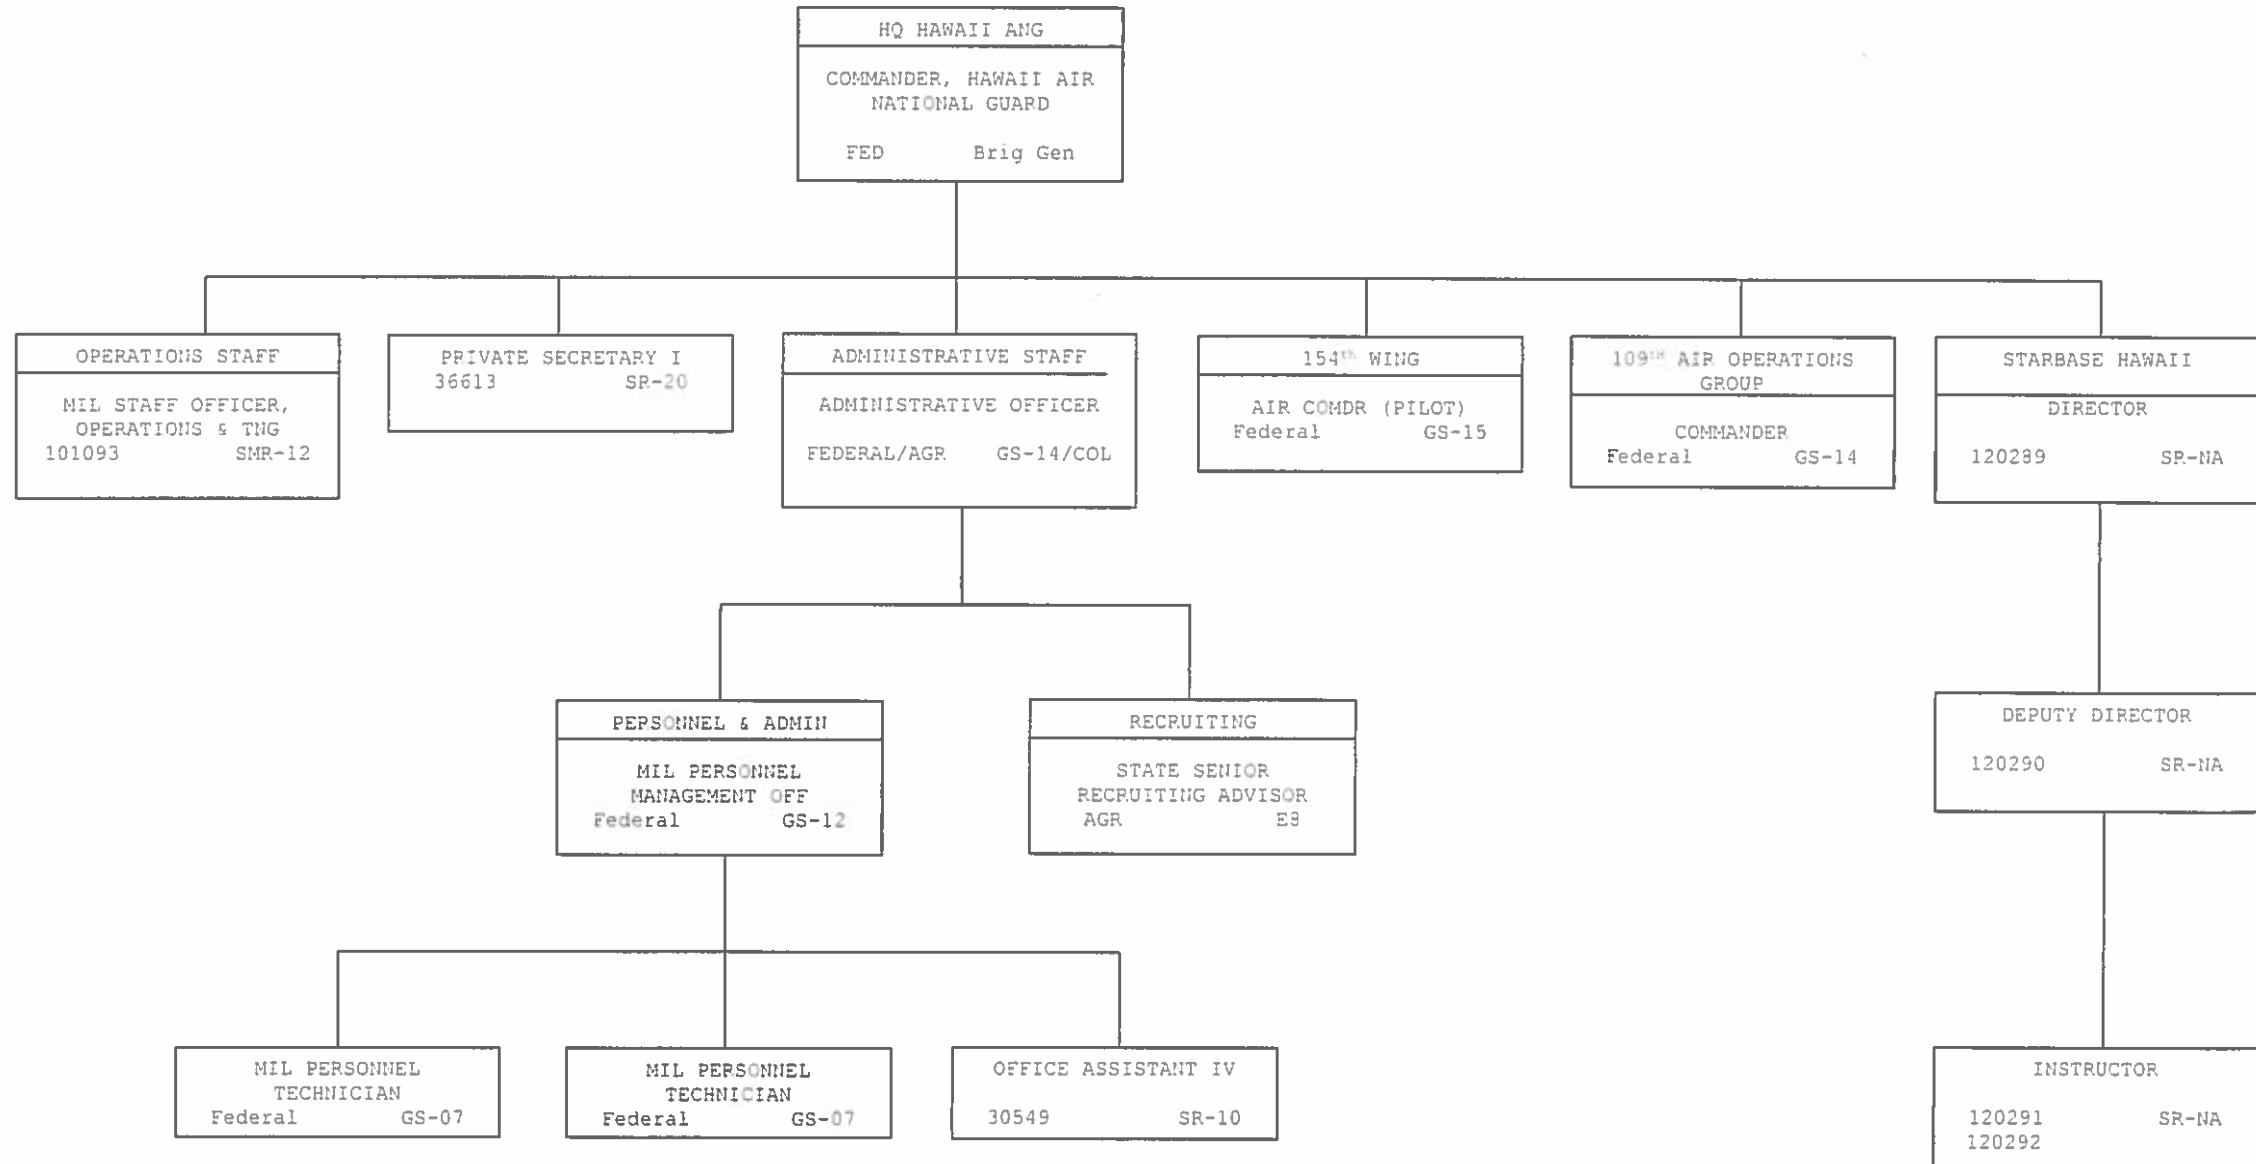 HQ HAWAII ANG
COMMANDER, HAWAII AIR
NATIONAL GUARD
FED Brig Gen
OPERATIONS STAFF
MIL STAFF OFFICER,
OPERATIONS & TNG
101093 SMR-12
PRIVATE SECRETARY I
36613 SR-20
ADMINISTRATIVE STAFF
ADMINISTRATIVE OFFICER
FEDERAL/AGR GS-14/COL
154th WING
AIR COMDR (PILOT)
Federal GS-15
109TH AIR OPERATIONS
GROUP
COMMANDER
Federal GS-14
STARBASE HAWAII
DIRECTOR
120289 SR-NA
PERSONNEL & ADMIN
MIL PERSONNEL
MANAGEMENT OFF
Federal GS-12
RECRUITING
STATE SENIOR
RECRUITING ADVISOR
AGR E8
DEPUTY DIRECTOR
120290 SR-NA
MIL PERSONNEL
TECHNICIAN
Federal GS-07
MIL PERSONNEL
TECHNICIAN
Federal GS-07
OFFICE ASSISTANT IV
30549 SR-10
INSTRUCTOR
120291 SR-NA
120292